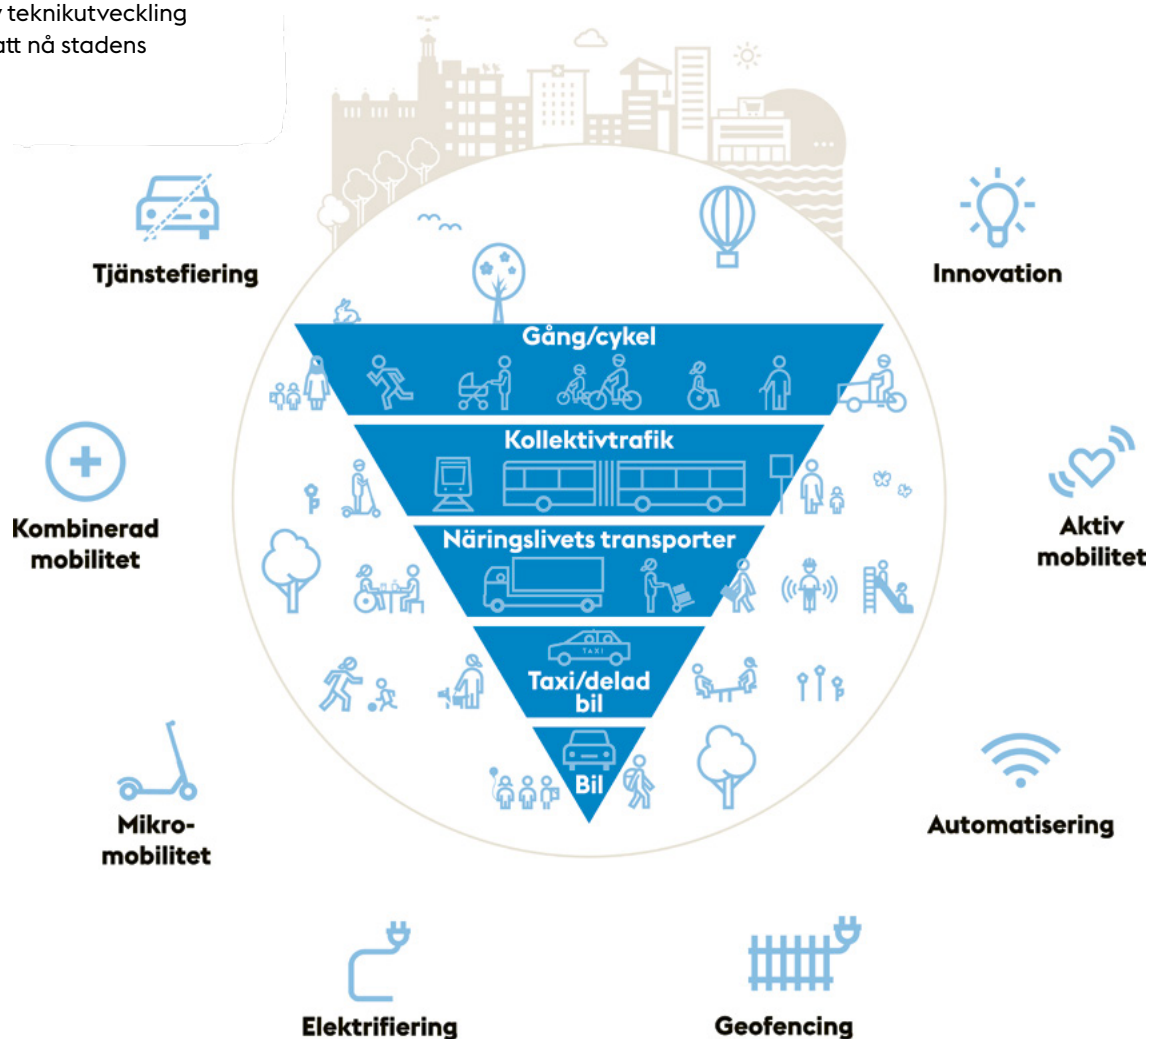 teknikutveckling
att nå stadens
Tjänstefiering
Innovation
Gång/cykel
Kollektivtrafik
Kombinerad
mobilitet
Aktiv
mobilitet
Näringslivets transporter
TAXI
Taxi/delad
bil
Bil
Mikro-
mobilitet
Automatisering
Elektrifiering
Geofencing